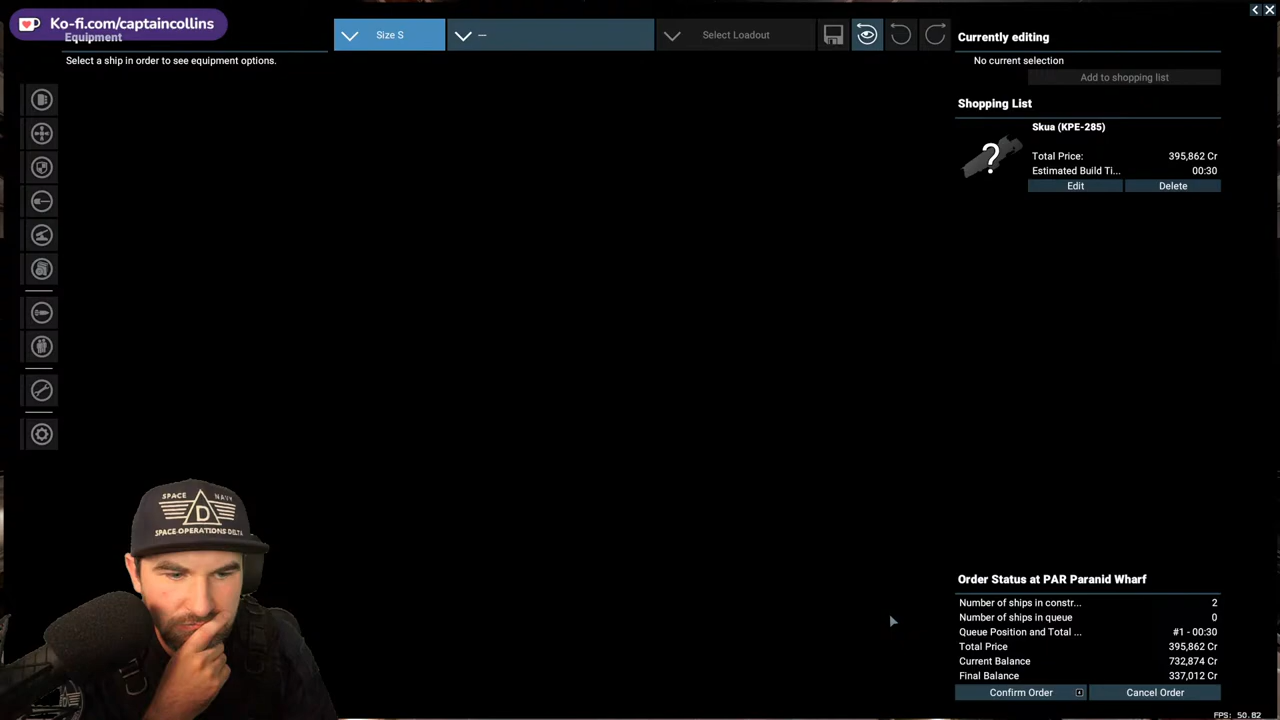 Ko-fi.com/captaincollins
Equipment
Select a ship in order to see equipment options.
Size S
—
Select Loadout
Currently editing
No current selection
Add to shopping list
Shopping List
Skua (KPE-285)
?
Total Price: 395,862 Cr
Estimated Build Ti... 00:30
Edit Delete
SPACE NAVY
D
SPACE OPERATIONS DELTA
Order Status at PAR Paranid Wharf
Number of ships in constr... 2
Number of ships in queue 0
Queue Position and Total ... #1 - 00:30
Total Price 395,862 Cr
Current Balance 732,874 Cr
Final Balance 337,012 Cr
Confirm Order Cancel Order
FPS: 50.82